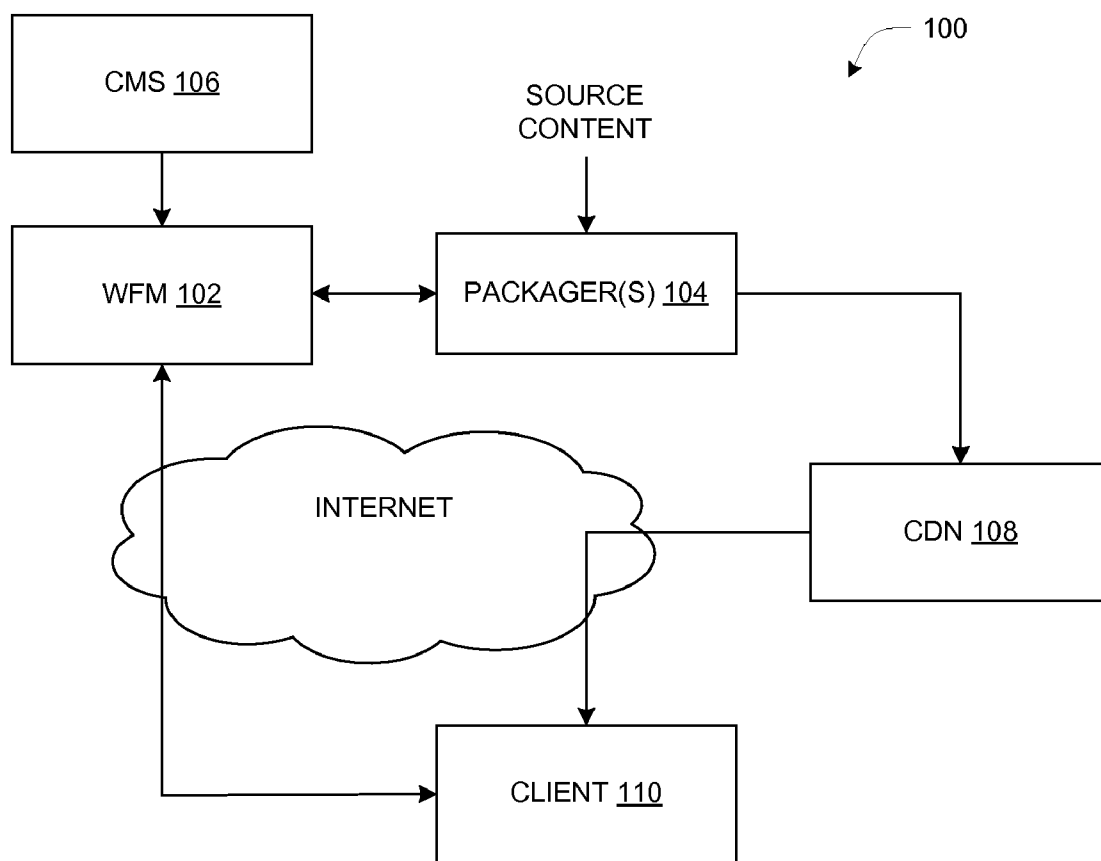 100
CMS 106
SOURCE
CONTENT
WFM 102
PACKAGER(S) 104
INTERNET
CDN 108
CLIENT 110